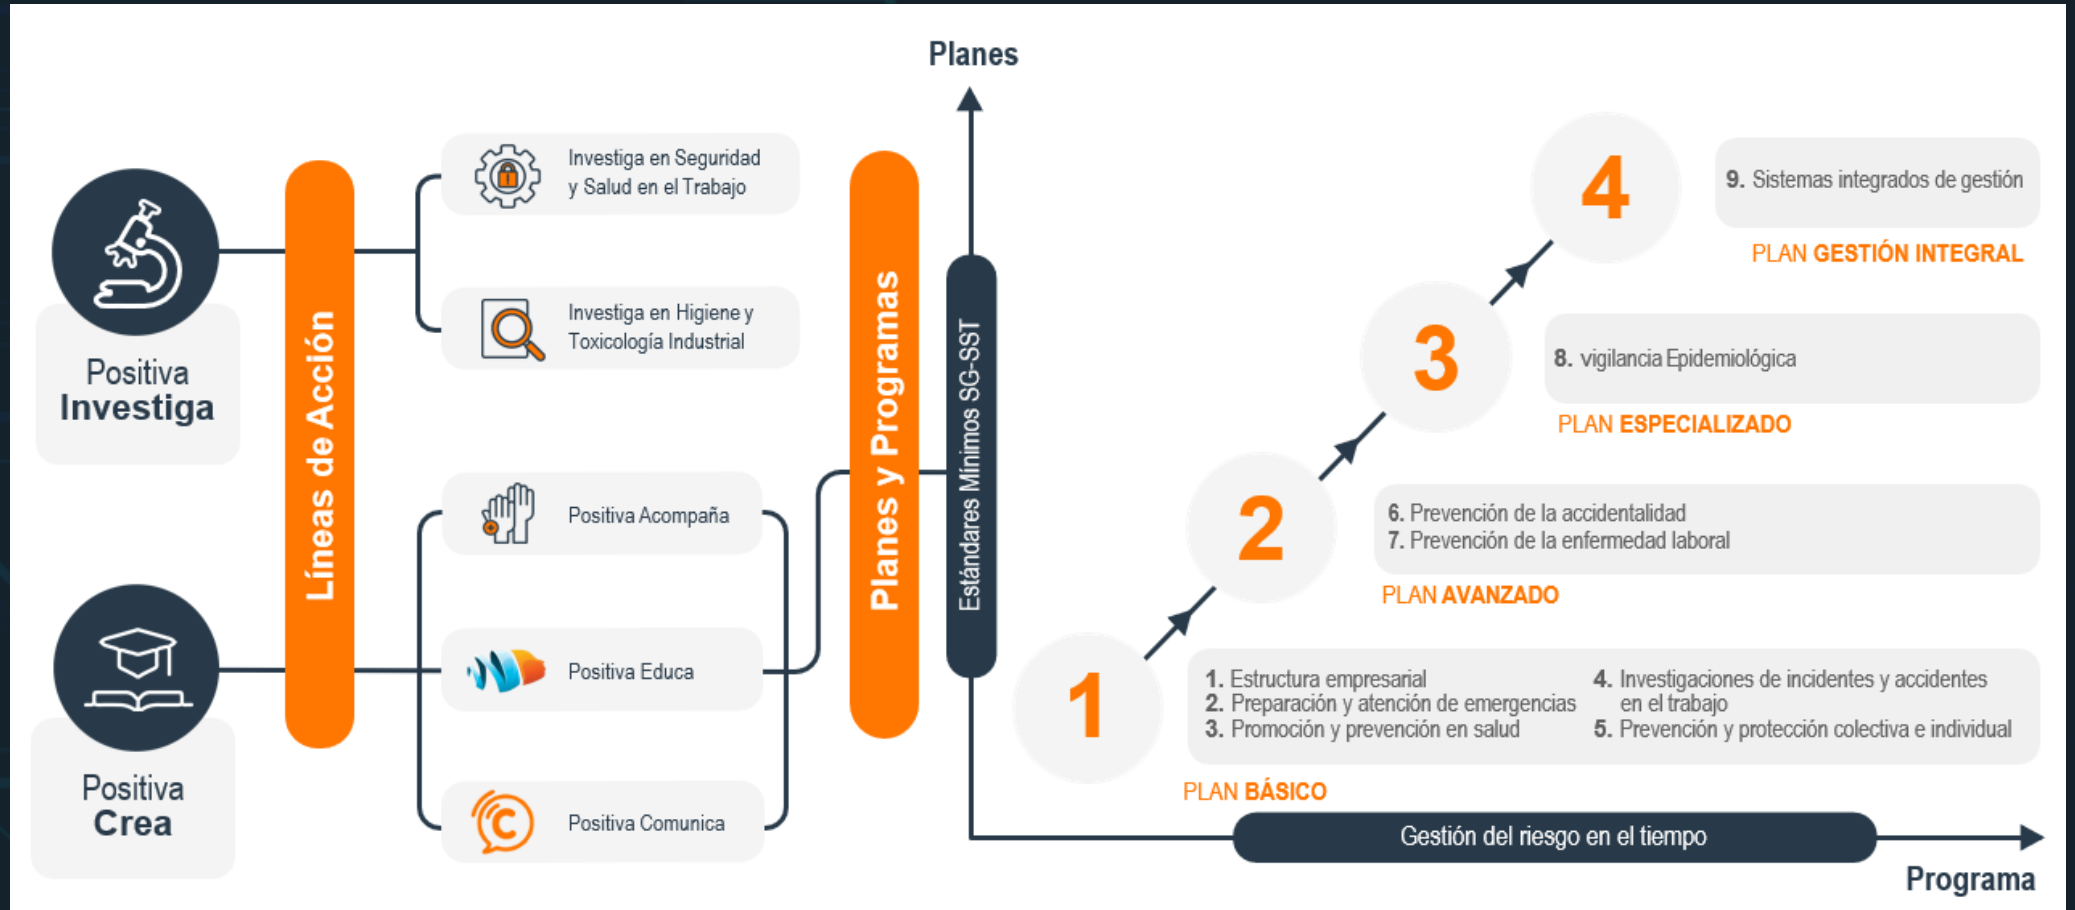 Positiva
Investiga
Positiva
Crea
Líneas de Acción
Investiga en Seguridad
y Salud en el Trabajo
Investiga en Higiene y
Toxicología Industrial
Positiva Acompaña
Positiva Educa
C
Positiva Comunica
Planes y Programas
Planes
Estándares Mínimos SG-SST
4
9. Sistemas integrados de gestión
PLAN GESTIÓN INTEGRAL
3
8. vigilancia Epidemiológica
PLAN ESPECIALIZADO
2
6. Prevención de la accidentalidad
7. Prevención de la enfermedad laboral
PLAN AVANZADO
1
1. Estructura empresarial
2. Preparación y atención de emergencias
3. Promoción y prevención en salud
4. Investigaciones de incidentes y accidentes
en el trabajo
5. Prevención y protección colectiva e individual
PLAN BÁSICO
Gestión del riesgo en el tiempo
Programa